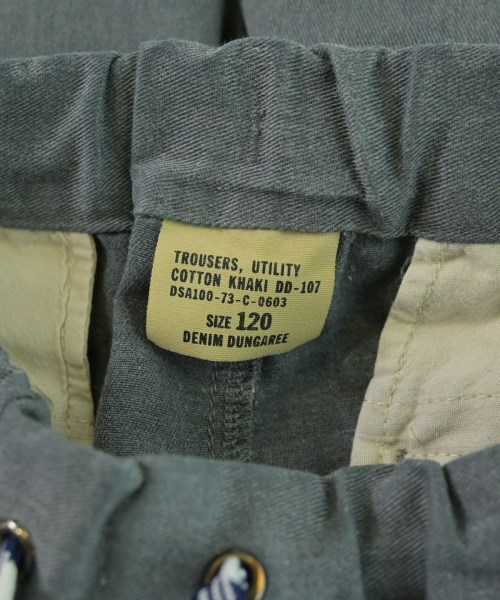 TROUSERS, UTILITY
COTTON KHAKI DD-107
DSA100-73-C-0603
SIZE 120
DENIM DUNGAREE